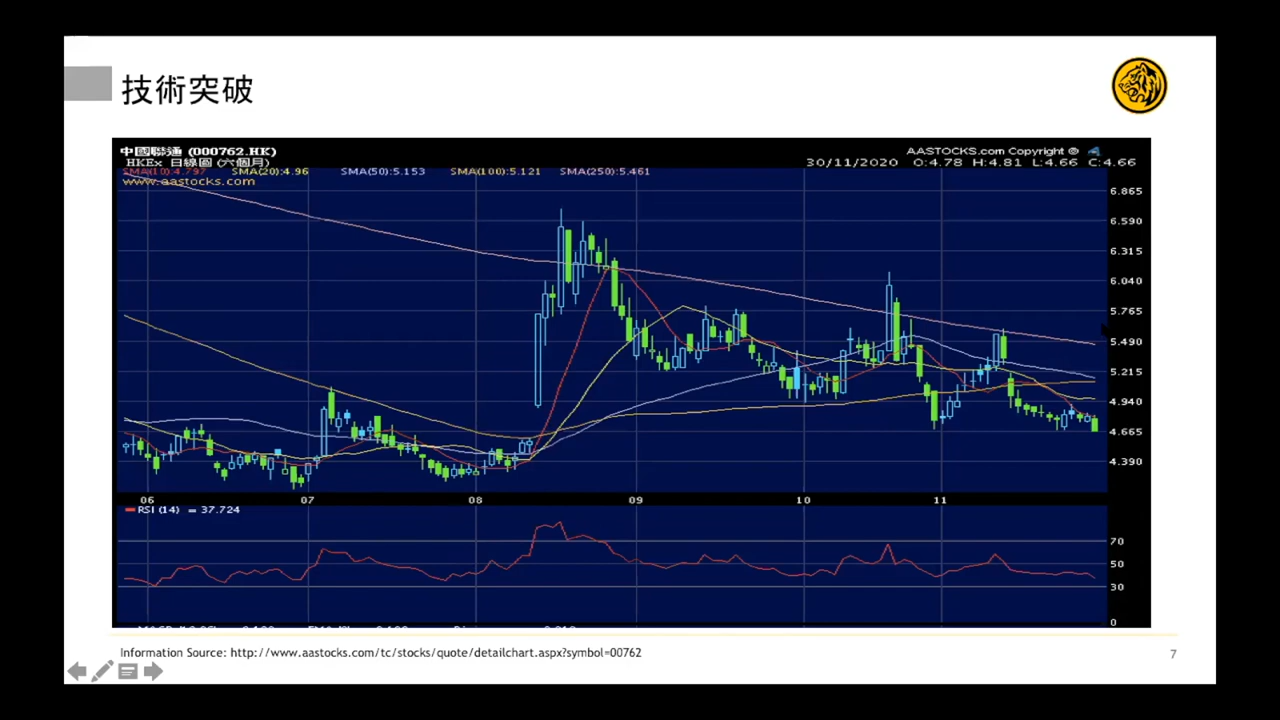 技術突破
中國聯通 (000762.HK)
AASTOCKS.com Copyright ©
HKEx 日線圖 (六個月)
30/11/2020 O:4.78 H:4.81 L:4.66 C:4.66
SMA(10):4.797 SMA(20):4.96 SMA(50):5.153 SMA(100):5.121 SMA(250):5.461
www.aastocks.com
6.865
6.590
6.315
6.040
5.765
5.490
5.215
4.940
4.665
4.390
06 07 08 09 10 11
RSI (14) = 37.724
70
50
30
0
Information Source: http://www.aastocks.com/tc/stocks/quote/detailchart.aspx?symbol=00762
7